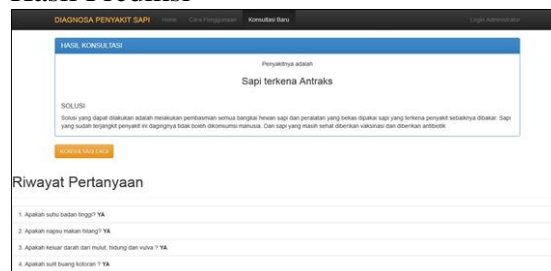 Hasil Prediksi
DIAGNOSA PENYAKIT SAPI Home Cara Penggunaan Konsultasi Baru Login Administrator
HASIL KONSULTASI
Penyakitnya adalah
Sapi terkena Antraks
SOLUSI
Solusi yang dapat dilakukan adalah melakukan pembasmian semua bangkai hewan sapi dan peralatan yang bekas dipakai sapi yang terkena penyakit sebaiknya dibakar. Sapi
yang sudah terjangkit penyakit ini dagingnya tidak boleh dikomsumsi manusia. Dan sapi yang masih sehat diberikan vaksinasi dan diberikan antibiotik
KONSULTASI LAGI
Riwayat Pertanyaan
1. Apakah suhu badan tinggi? YA
2. Apakah napsu makan hilang? YA
3. Apakah keluar darah dari mulut, hidung dan vulva ? YA
4. Apakah sulit buang kotoran ? YA